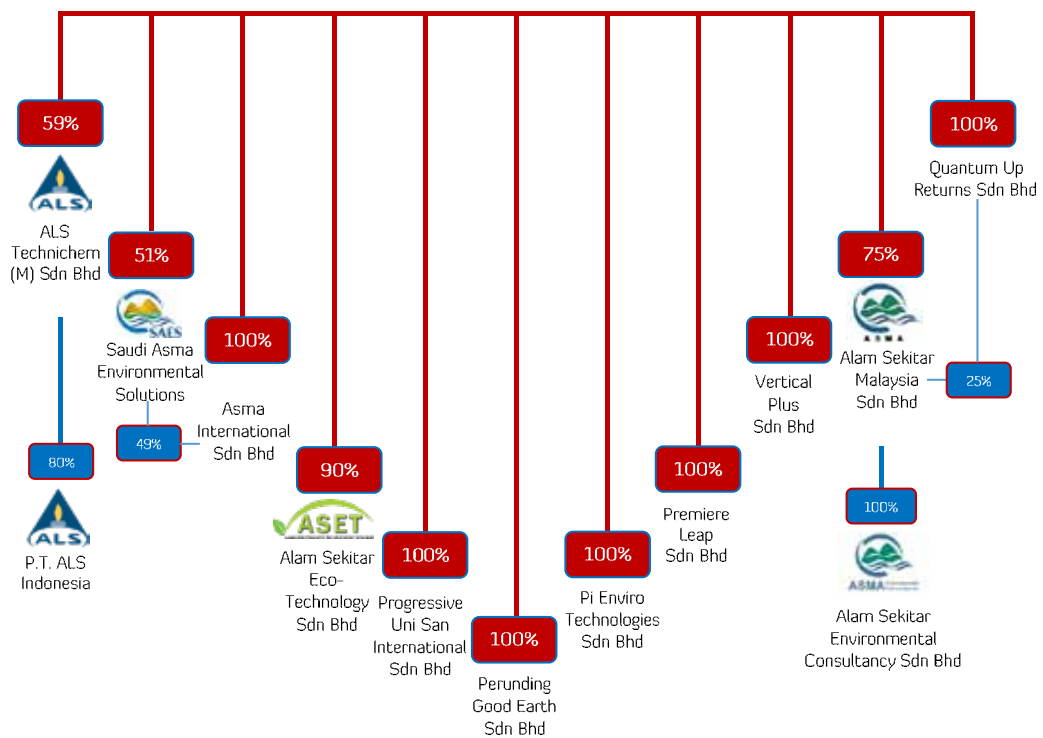 59%
ALS
ALS
Technichem
(M) Sdn Bhd
80%
ALS
P.T. ALS
Indonesia
51%
SAES
Saudi Asma
Environmental
Solutions
49%
100%
Asma
International
Sdn Bhd
90%
ASET
Alam Sekitar
Eco-
Technology
Sdn Bhd
100%
Progressive
Uni San
International
Sdn Bhd
100%
Perunding
Good Earth
Sdn Bhd
100%
Pi Enviro
Technologies
Sdn Bhd
100%
Premiere
Leap
Sdn Bhd
100%
Vertical
Plus
Sdn Bhd
75%
ASMA
Alam Sekitar
Malaysia
Sdn Bhd
100%
ASMA
Alam Sekitar
Environmental
Consultancy Sdn Bhd
100%
Quantum Up
Returns Sdn Bhd
25%